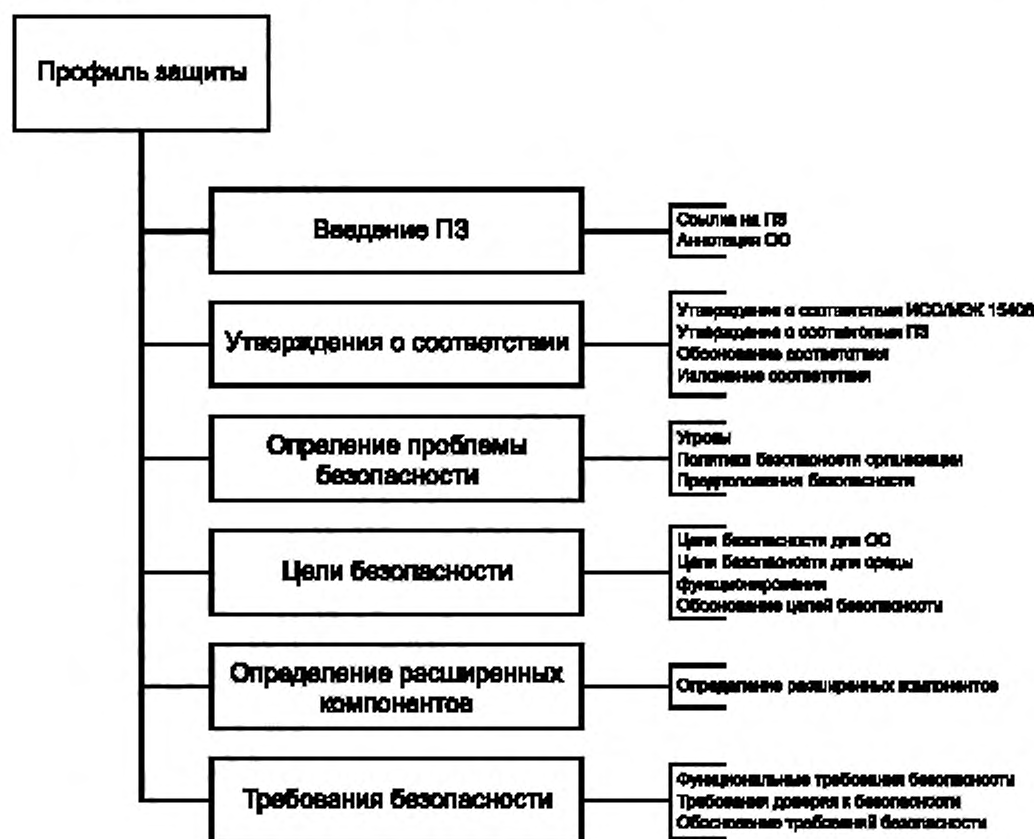 Профиль защиты
Введение ПЗ
Ссылка на ПЗ
Аннотация ОО
Утверждения о соответствии
Утверждение о соответствии ИСО/МЭК 15408
Утверждение о соответствии ПЗ
Обоснование соответствия
Изложение соответствия
Опреление проблемы
безопасности
Угрозы
Политика безопасности организации
Предположения безопасности
Цели безопасности
Цели безопасности для ОО
Цели безопасности для среды
функционирования
Обоснование целей безопасности
Определение расширенных
компонентов
Определение расширенных компонентов
Требования безопасности
Функциональные требования безопасности
Требования доверия к безопасности
Обоснование требований безопасности